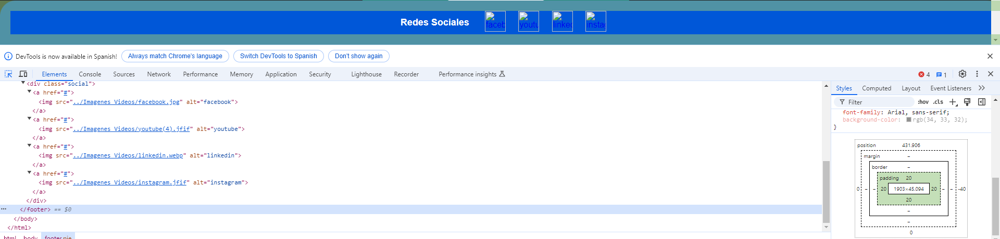 Redes Sociales faceb youtu linkec insta
DevTools is now available in Spanish! Always match Chrome's language Switch DevTools to Spanish Don't show again
Elements Console Sources Network Performance Memory Application Security Lighthouse Recorder Performance insights 4 1
<div class="social">
<a href="#">
<img src="../Imagenes Videos/facebook.jpg" alt="facebook">
</a>
<a href="#">
<img src="../Imagenes Videos/youtube(4).jfif" alt="youtube">
</a>
<a href="#">
<img src="../Imagenes Videos/linkedin.webp" alt="linkedin">
</a>
<a href="#">
<img src="../Imagenes Videos/instagram.jfif" alt="instagram">
</a>
</div>
</footer> == $0
</body>
</html>
html body footer.pie
Styles Computed Layout Event Listeners
Filter :hov .cls
font-family: Arial, sans-serif;
background-color: rgb(34, 33, 32);
}
position 431.906
margin –
border –
padding 20
0 – – 20 1903×45.094 20 – – -40
20
–
–
0